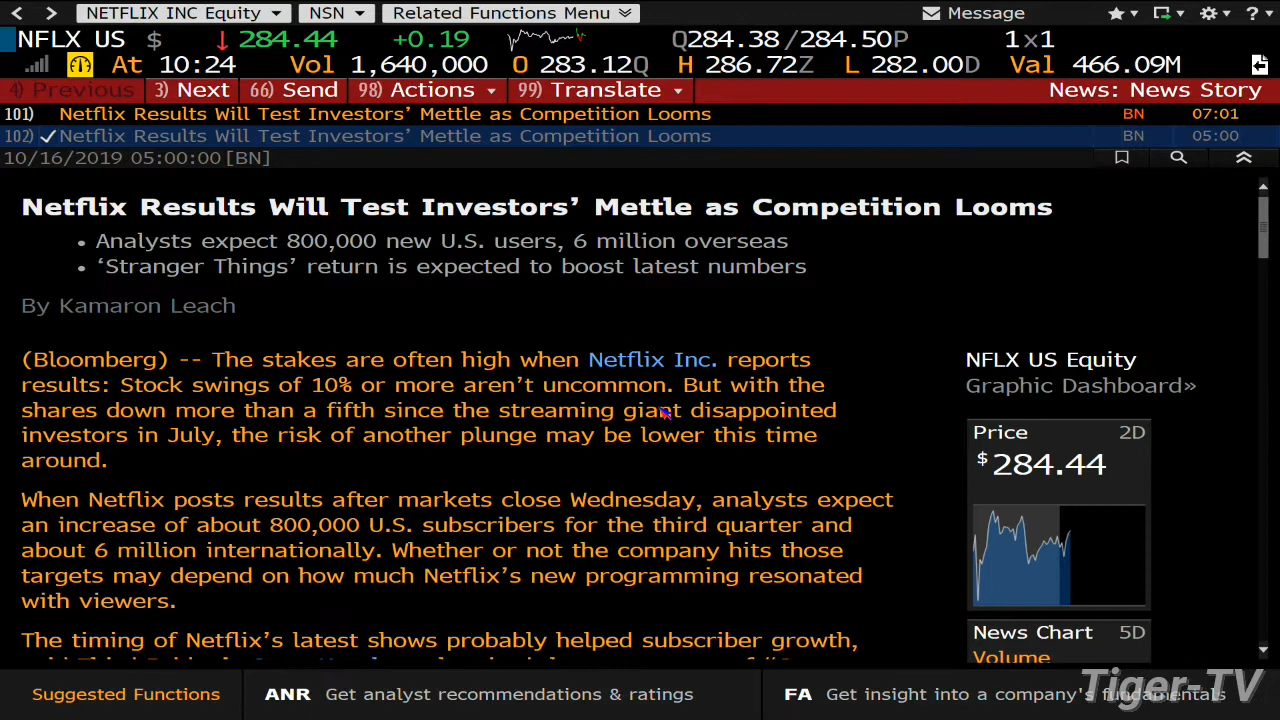 NETFLIX INC Equity NSN Related Functions Menu Message ?
NFLX US $ 284.44 +0.19 Q284.38/284.50P 1x1
At 10:24 Vol 1,640,000 O 283.12Q H 286.72Z L 282.00D Val 466.09M
4) Previous 3) Next 66) Send 98) Actions 99) Translate News: News Story
101) Netflix Results Will Test Investors’ Mettle as Competition Looms BN 07:01
102) Netflix Results Will Test Investors’ Mettle as Competition Looms BN 05:00
10/16/2019 05:00:00 [BN]
Netflix Results Will Test Investors’ Mettle as Competition Looms
• Analysts expect 800,000 new U.S. users, 6 million overseas
• ‘Stranger Things’ return is expected to boost latest numbers
By Kamaron Leach
(Bloomberg) -- The stakes are often high when Netflix Inc. reports
results: Stock swings of 10% or more aren’t uncommon. But with the
shares down more than a fifth since the streaming giant disappointed
investors in July, the risk of another plunge may be lower this time
around.
When Netflix posts results after markets close Wednesday, analysts expect
an increase of about 800,000 U.S. subscribers for the third quarter and
about 6 million internationally. Whether or not the company hits those
targets may depend on how much Netflix’s new programming resonated
with viewers.
The timing of Netflix’s latest shows probably helped subscriber growth,
NFLX US Equity
Graphic Dashboard»
Price 2D
$284.44
News Chart 5D
Volume
Suggested Functions ANR Get analyst recommendations & ratings FA Get insight into a company's fundamentals
Tiger-TV